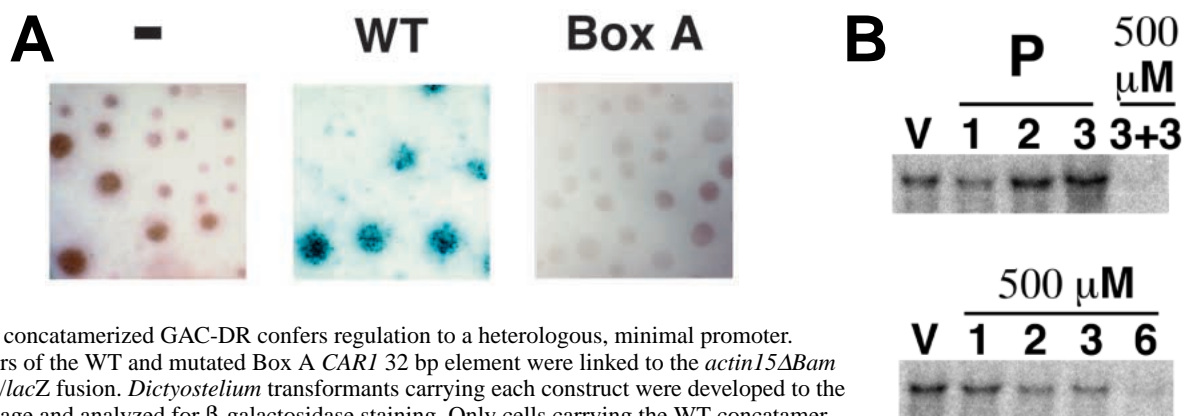 A - WT Box A B
500
P μM
V 1 2 3 3+3
500 μM
V 1 2 3 6
concatamerized GAC-DR confers regulation to a heterologous, minimal promoter.
rs of the WT and mutated Box A CAR1 32 bp element were linked to the actin15ΔBam
/lacZ fusion. Dictyostelium transformants carrying each construct were developed to the
age and analyzed for β-galactosidase staining. Only cells carrying the WT concatamer